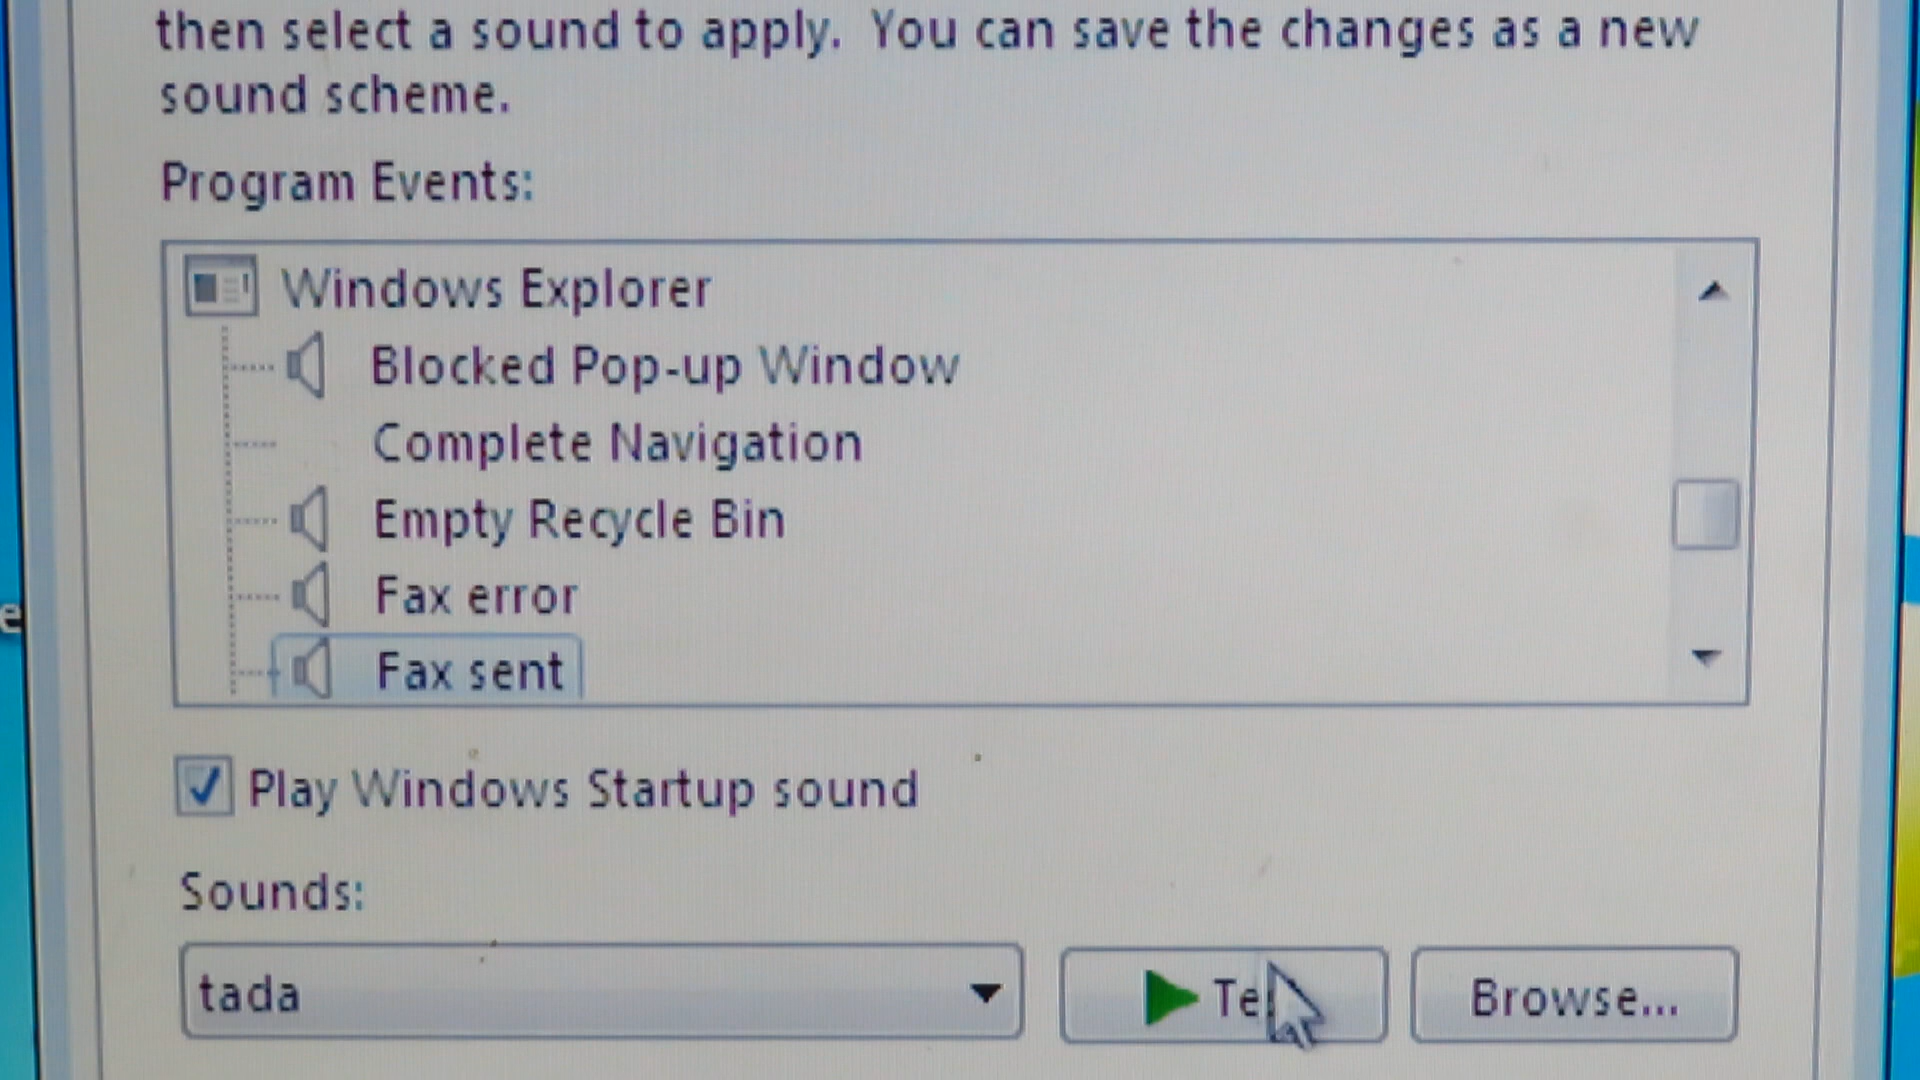 then select a sound to apply. You can save the changes as a new
sound scheme.
Program Events:
Windows Explorer
Blocked Pop-up Window
Complete Navigation
Empty Recycle Bin
Fax error
Fax sent
Play Windows Startup sound
Sounds:
tada
Browse...